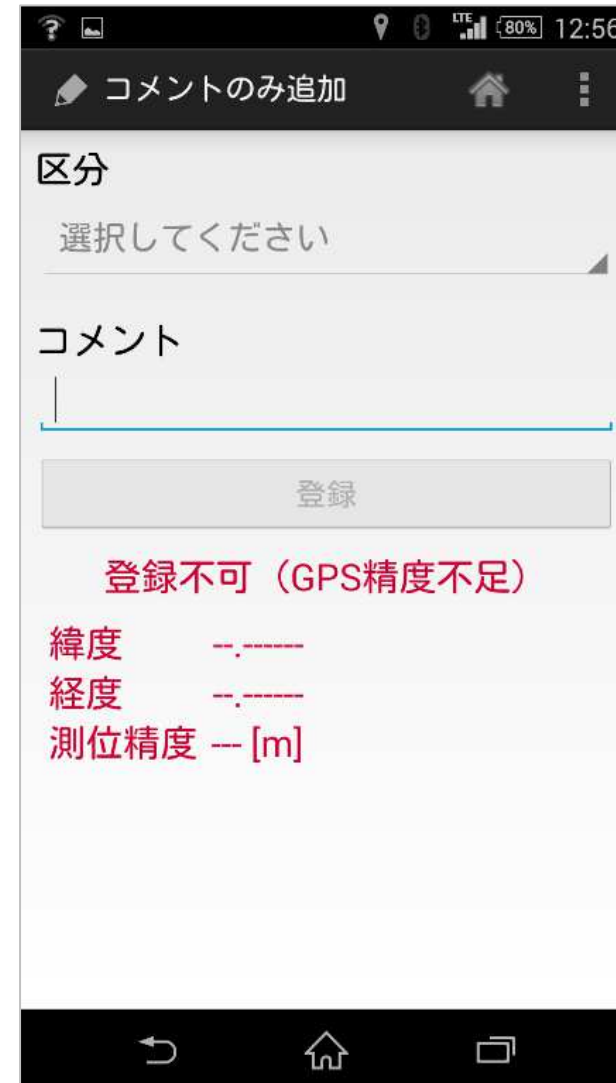 LTE 80% 12:56
コメントのみ追加
区分
選択してください
コメント
登録
登録不可（GPS精度不足）
緯度 --.------
経度 --.------
測位精度 --- [m]